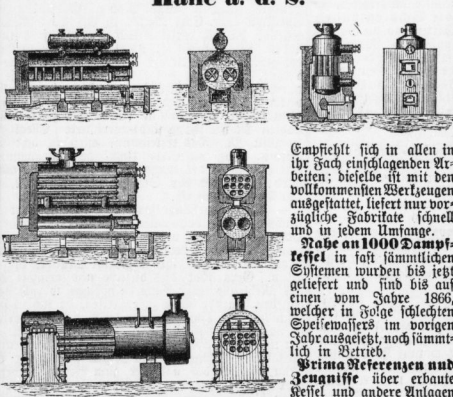 Halle a. d. S.
Empfiehlt sich in allen in
ihr Fach einschlagenden Ar-
beiten; dieselbe ist mit den
vollkommensten Werkzeugen
ausgestattet, liefert nur vor-
zügliche Fabrikate schnell
und in jedem Umfange.
Nahe an 1000 Dampf-
kessel in fast sämmtlichen
Systemen wurden bis jetzt
geliefert und sind bis auf
einen vom Jahre 1866,
welcher in Folge schlechten
Speisewassers im vorigen
Jahr ausgesetzt, noch sämmt-
lich in Betrieb.
Prima Referenzen und
Zeugnisse über erbaute
Kessel und andere Anlagen